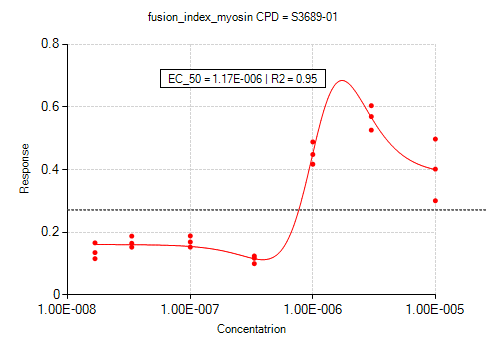 fusion_index_myosin CPD = S3689-01
0.8
EC_50 = 1.17E-006 | R2 = 0.95
0.6
Response
0.4
0.2
0
1.00E-008 1.00E-007 1.00E-006 1.00E-005
Concentatrion